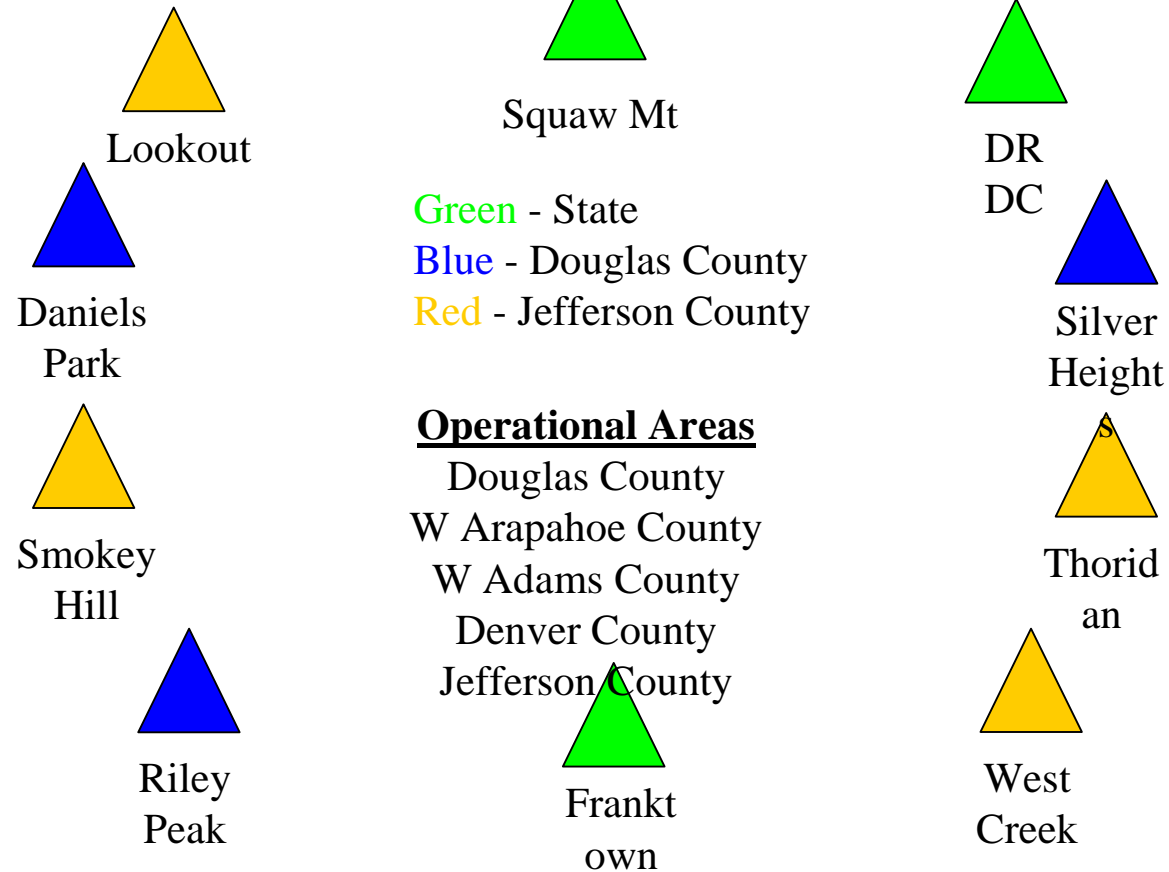 Squaw Mt
Lookout
DR
DC
Green - State
Blue - Douglas County
Red - Jefferson County
Daniels
Park
Silver
Height
s
Operational Areas
Douglas County
W Arapahoe County
W Adams County
Denver County
Jefferson County
Smokey
Hill
Thorid
an
Riley
Peak
Frankt
own
West
Creek